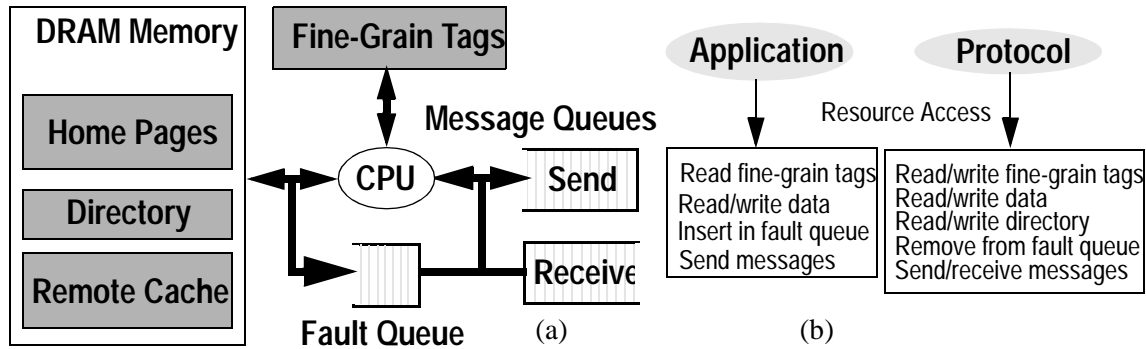 DRAM Memory
Home Pages
Directory
Remote Cache
Fine-Grain Tags
Message Queues
CPU
Send
Receive
Fault Queue
(a)
Application
Protocol
Resource Access
Read fine-grain tags
Read/write data
Insert in fault queue
Send messages
Read/write fine-grain tags
Read/write data
Read/write directory
Remove from fault queue
Send/receive messages
(b)